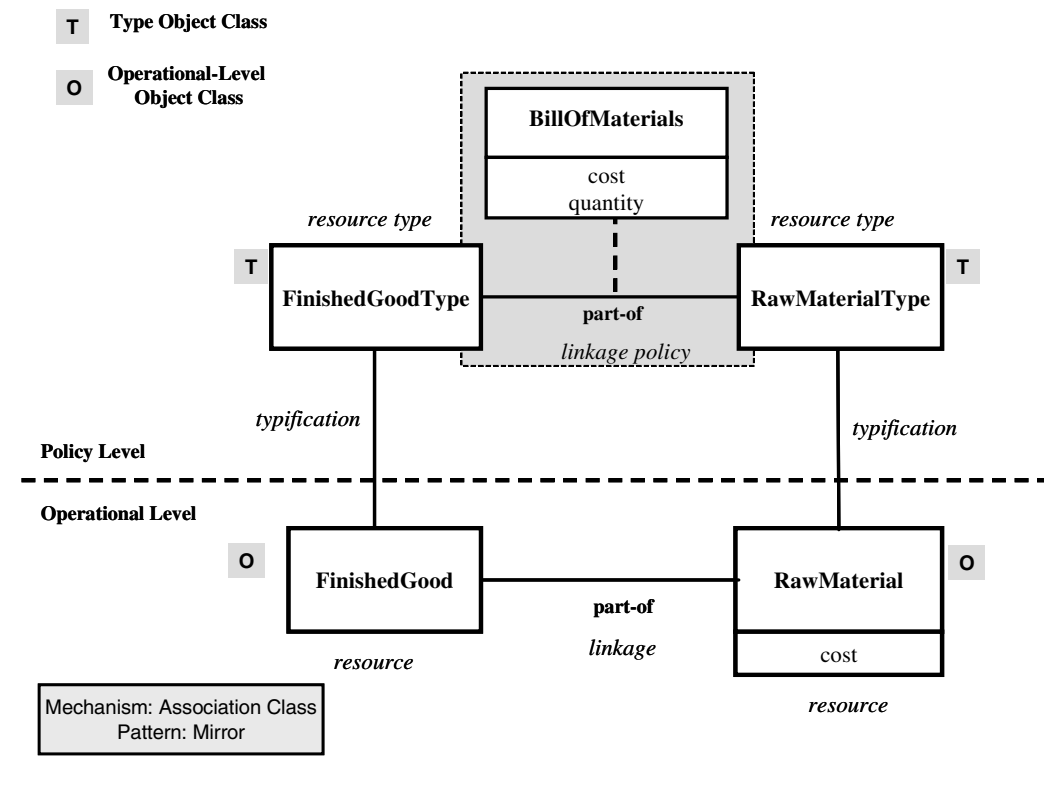 T
Type Object Class
O
Operational-Level
Object Class
BillOfMaterials
cost
quantity
resource type
resource type
T
FinishedGoodType
RawMaterialType
T
part-of
linkage policy
typification
typification
Policy Level
Operational Level
O
FinishedGood
RawMaterial
O
part-of
linkage
cost
resource
resource
Mechanism: Association Class
Pattern: Mirror